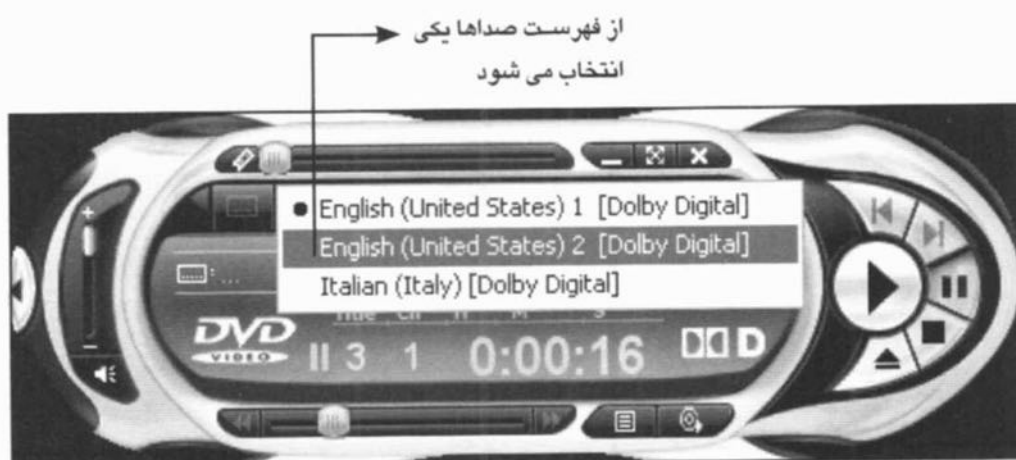 از فهرست صداها یکی
انتخاب می شود
English (United States) 1 [Dolby Digital]
English (United States) 2 [Dolby Digital]
Italian (Italy) [Dolby Digital]
DVD
VIDEO
3 1 0:00:16
D